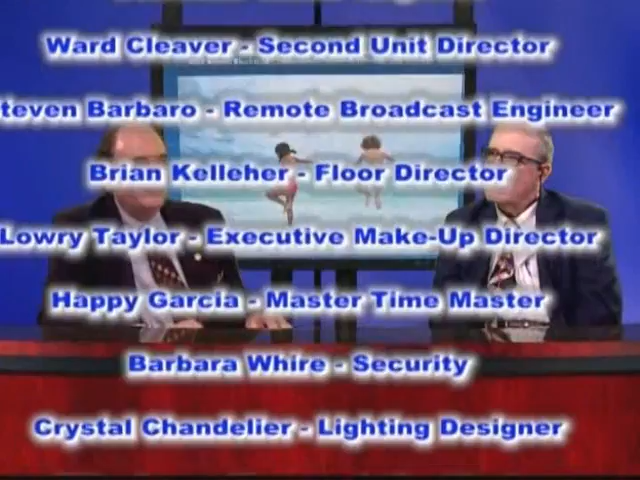 Ward Cleaver - Second Unit Director
teven Barbaro - Remote Broadcast Engineer
Brian Kelleher - Floor Director
Lowry Taylor - Executive Make-Up Director
Happy Garcia - Master Time Master
Barbara Whire - Security
Crystal Chandelier - Lighting Designer